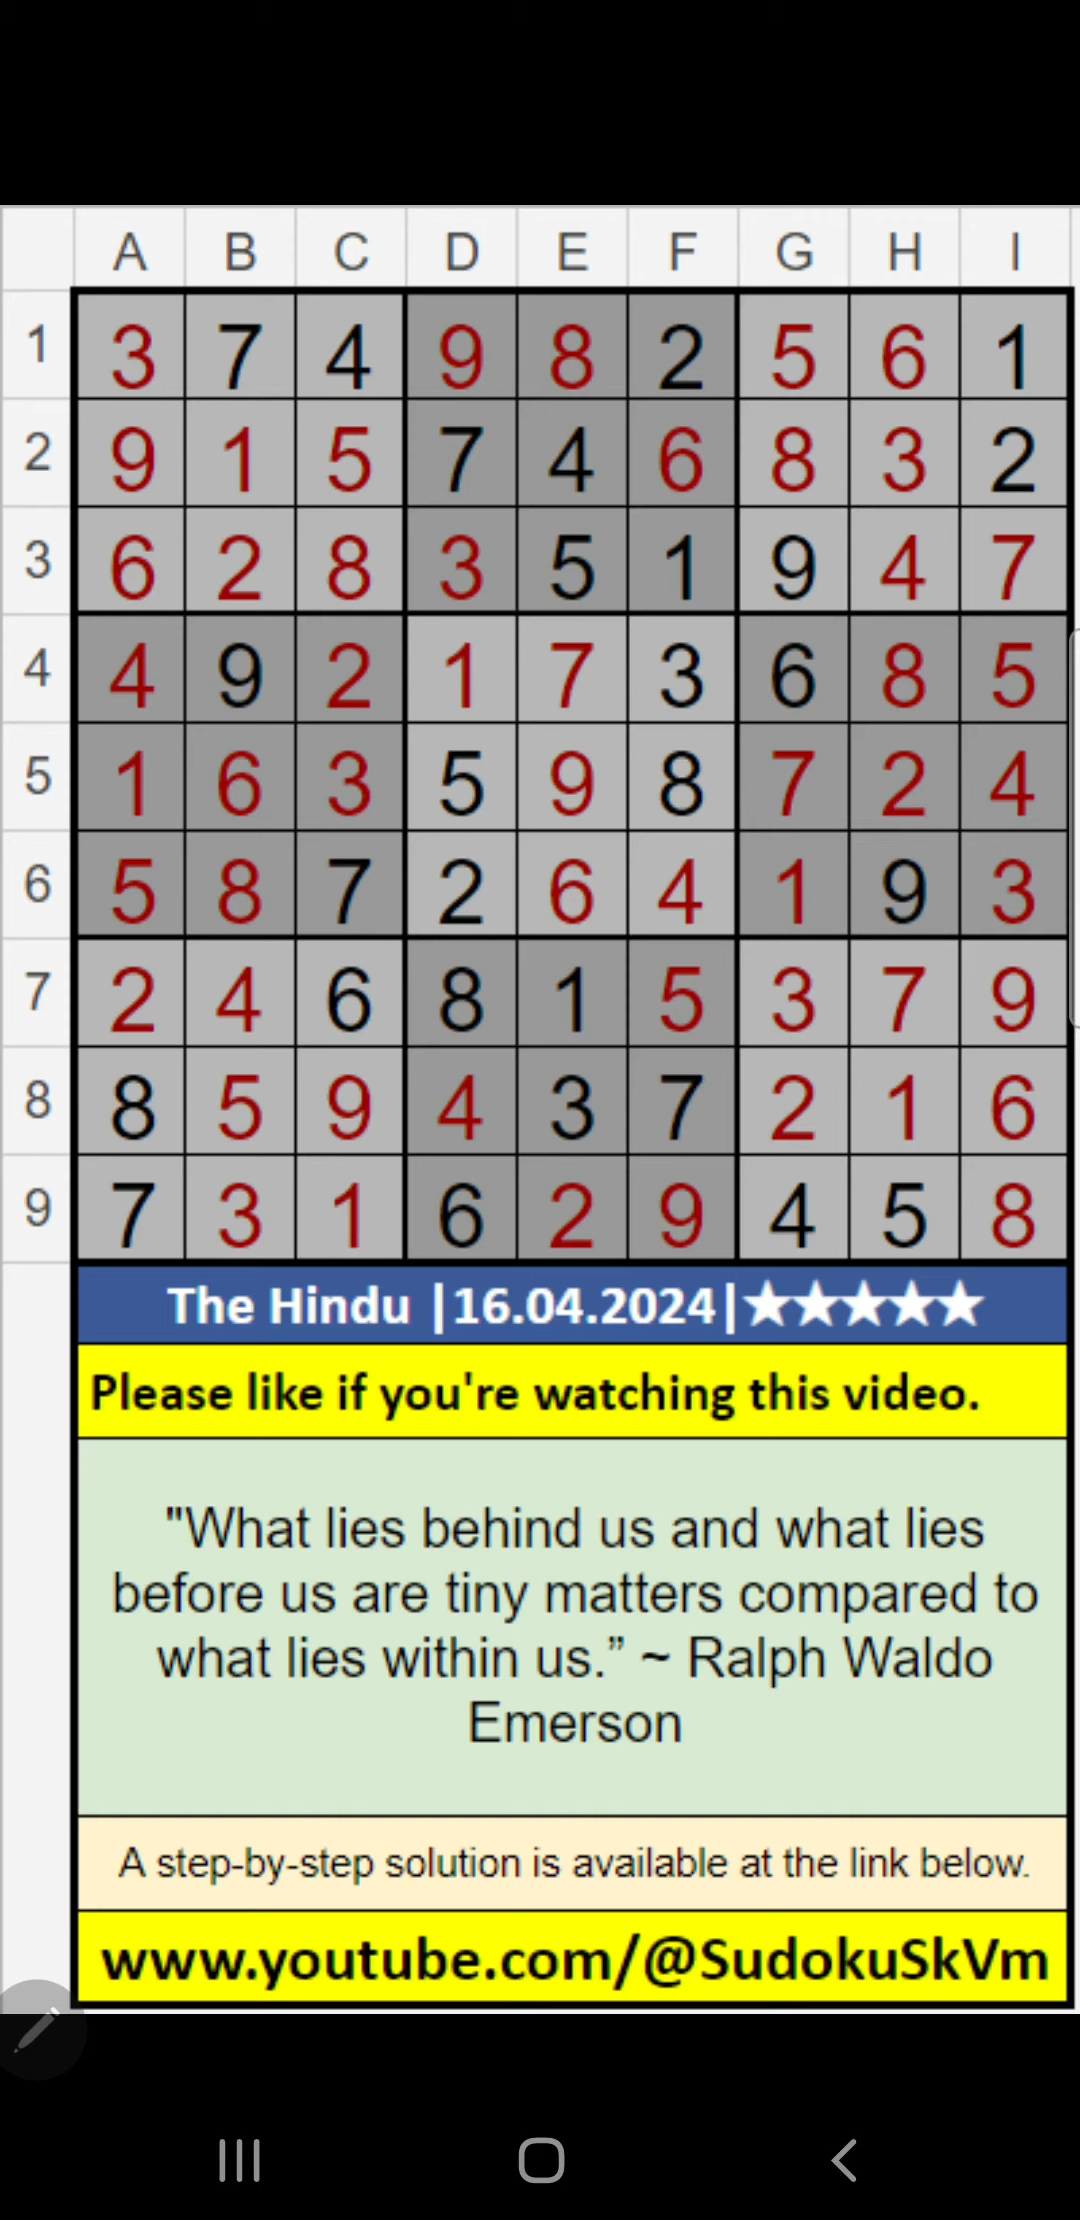 A B C D E F G H I
1 3 7 4 9 8 2 5 6 1
2 9 1 5 7 4 6 8 3 2
3 6 2 8 3 5 1 9 4 7
4 4 9 2 1 7 3 6 8 5
5 1 6 3 5 9 8 7 2 4
6 5 8 7 2 6 4 1 9 3
7 2 4 6 8 1 5 3 7 9
8 8 5 9 4 3 7 2 1 6
9 7 3 1 6 2 9 4 5 8
The Hindu |16.04.2024|★★★★★
Please like if you're watching this video.
"What lies behind us and what lies
before us are tiny matters compared to
what lies within us.” ~ Ralph Waldo
Emerson
A step-by-step solution is available at the link below.
www.youtube.com/@SudokuSkVm